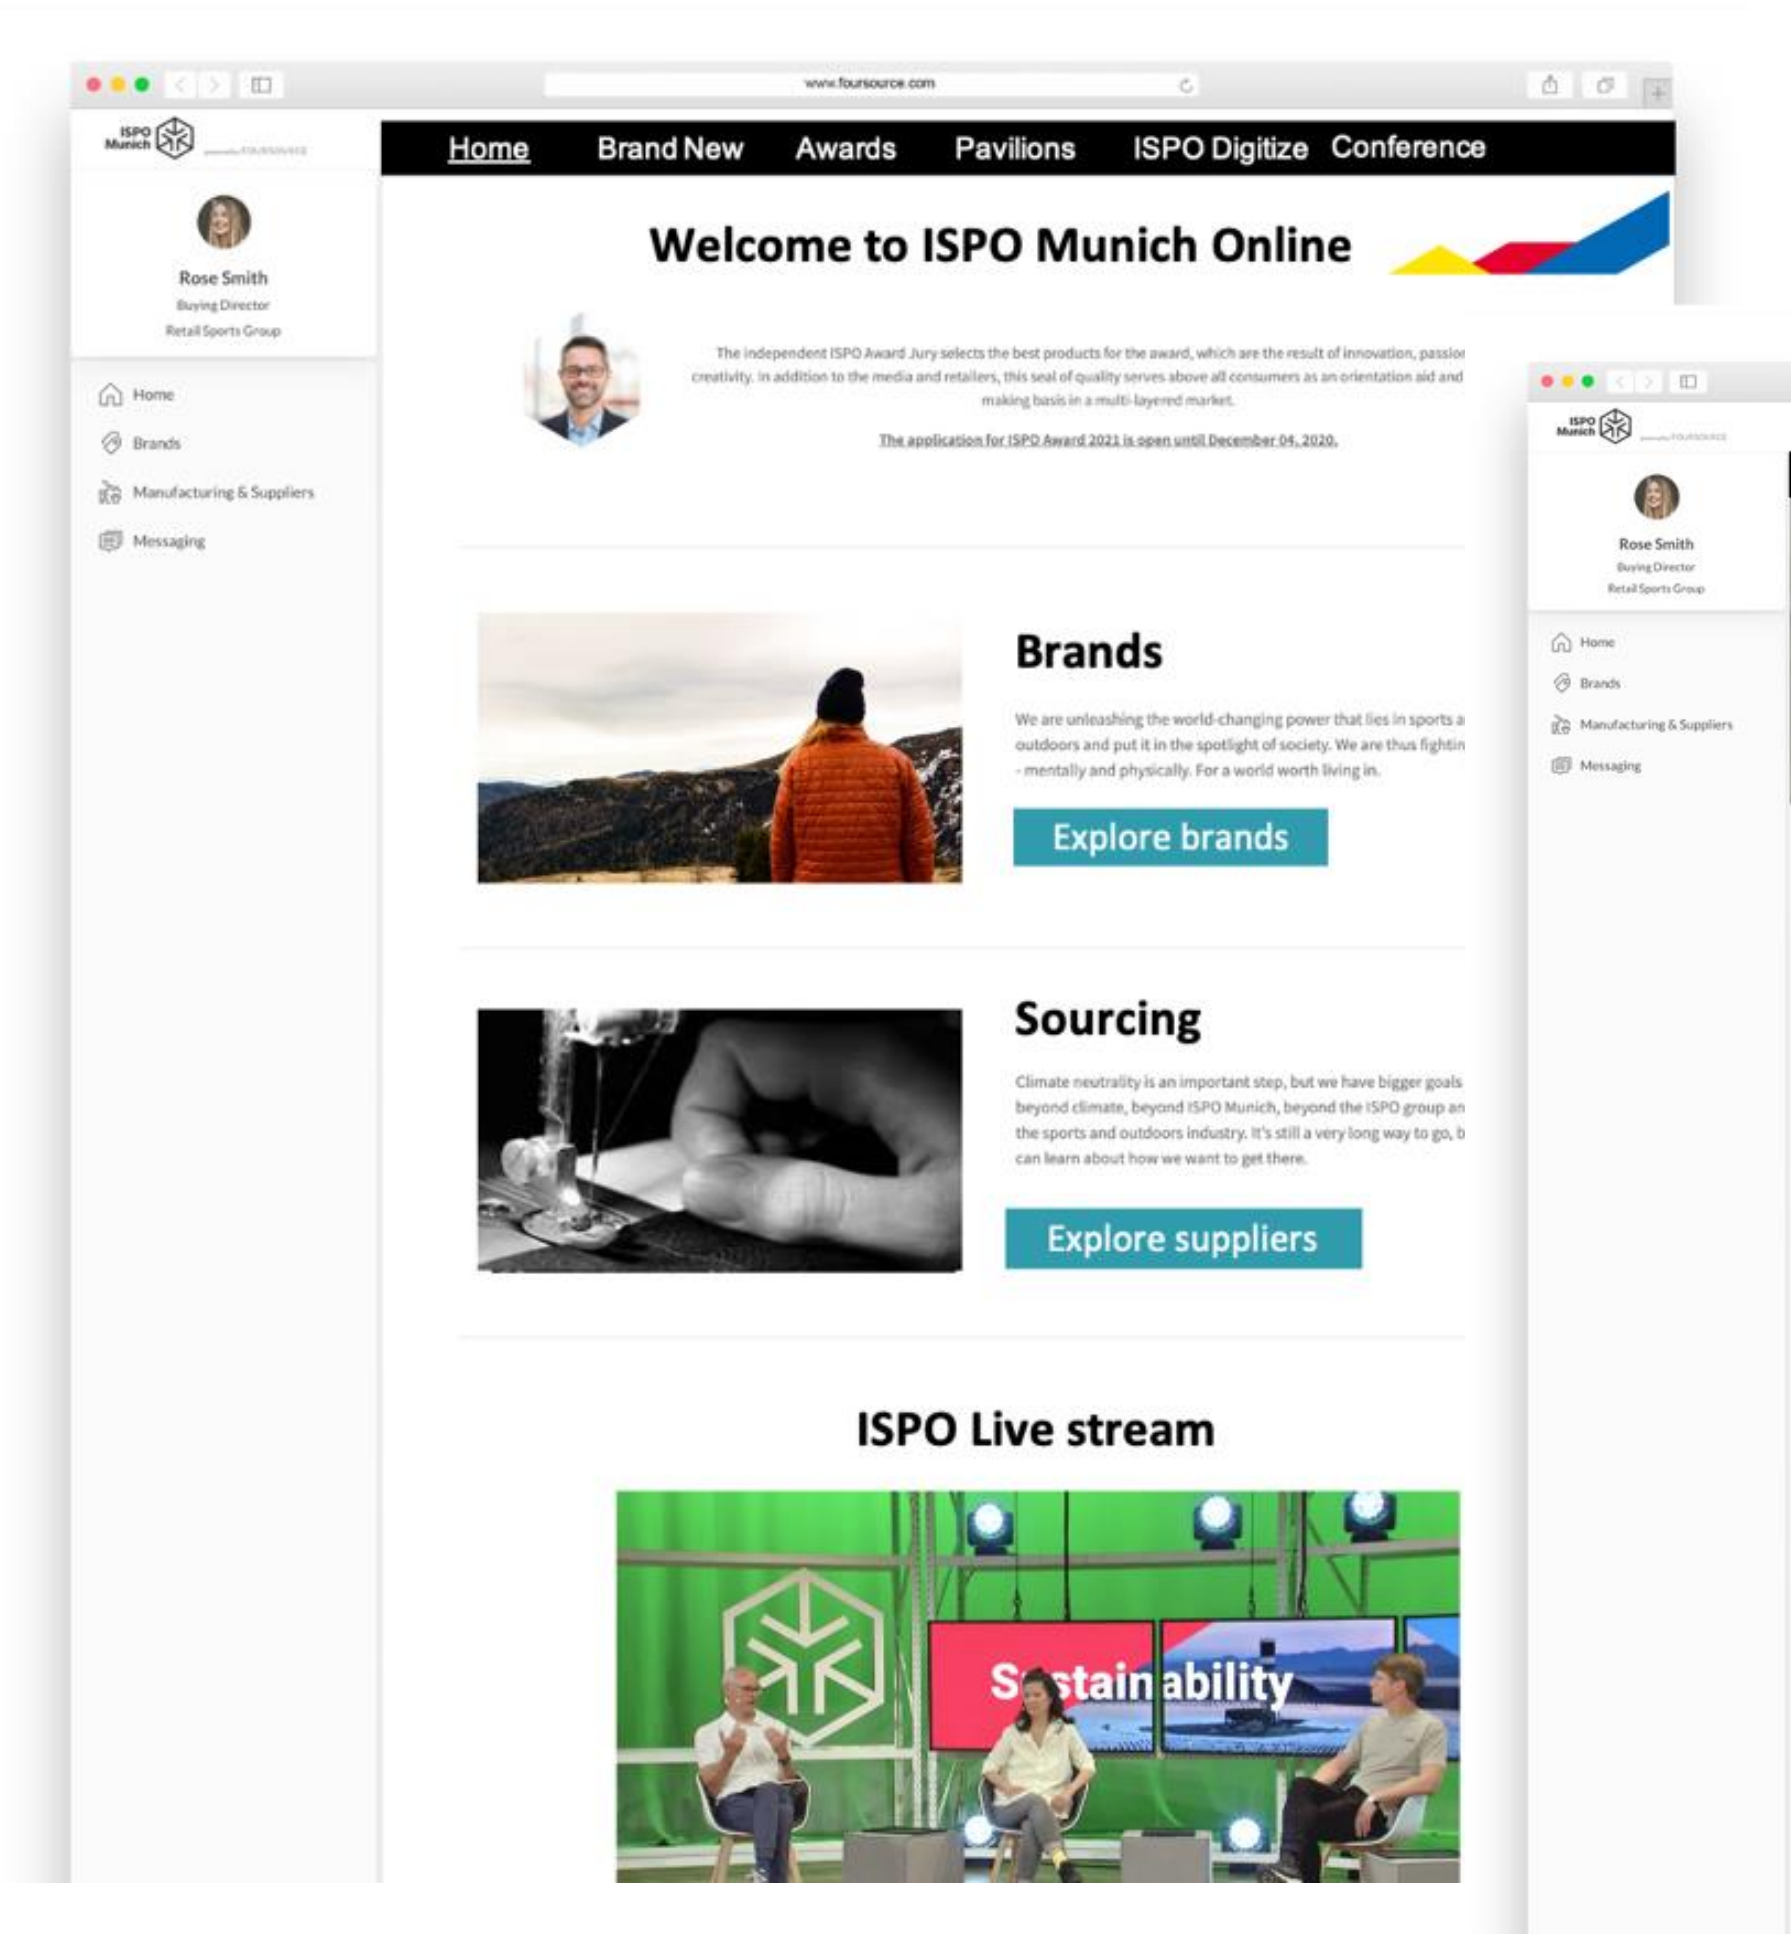 www.foursource.com
ISPO
Munich
powered by FOURSOURCE
Home Brand New Awards Pavilions ISPO Digitize Conference
Rose Smith
Buying Director
Retail Sports Group
Home
Brands
Manufacturing & Suppliers
Messaging
Welcome to ISPO Munich Online
The independent ISPO Award Jury selects the best products for the award, which are the result of innovation, passion
creativity. In addition to the media and retailers, this seal of quality serves above all consumers as an orientation aid and
making basis in a multi-layered market.
The application for ISPO Award 2021 is open until December 04, 2020.
Brands
We are unleashing the world-changing power that lies in sports a
outdoors and put it in the spotlight of society. We are thus fightin
- mentally and physically. For a world worth living in.
Explore brands
Sourcing
Climate neutrality is an important step, but we have bigger goals
beyond climate, beyond ISPO Munich, beyond the ISPO group an
the sports and outdoors industry. It's still a very long way to go, b
can learn about how we want to get there.
Explore suppliers
ISPO Live stream
Sustainability
ISPO
Munich
powered by FOURSOURCE
Rose Smith
Buying Director
Retail Sports Group
Home
Brands
Manufacturing & Suppliers
Messaging